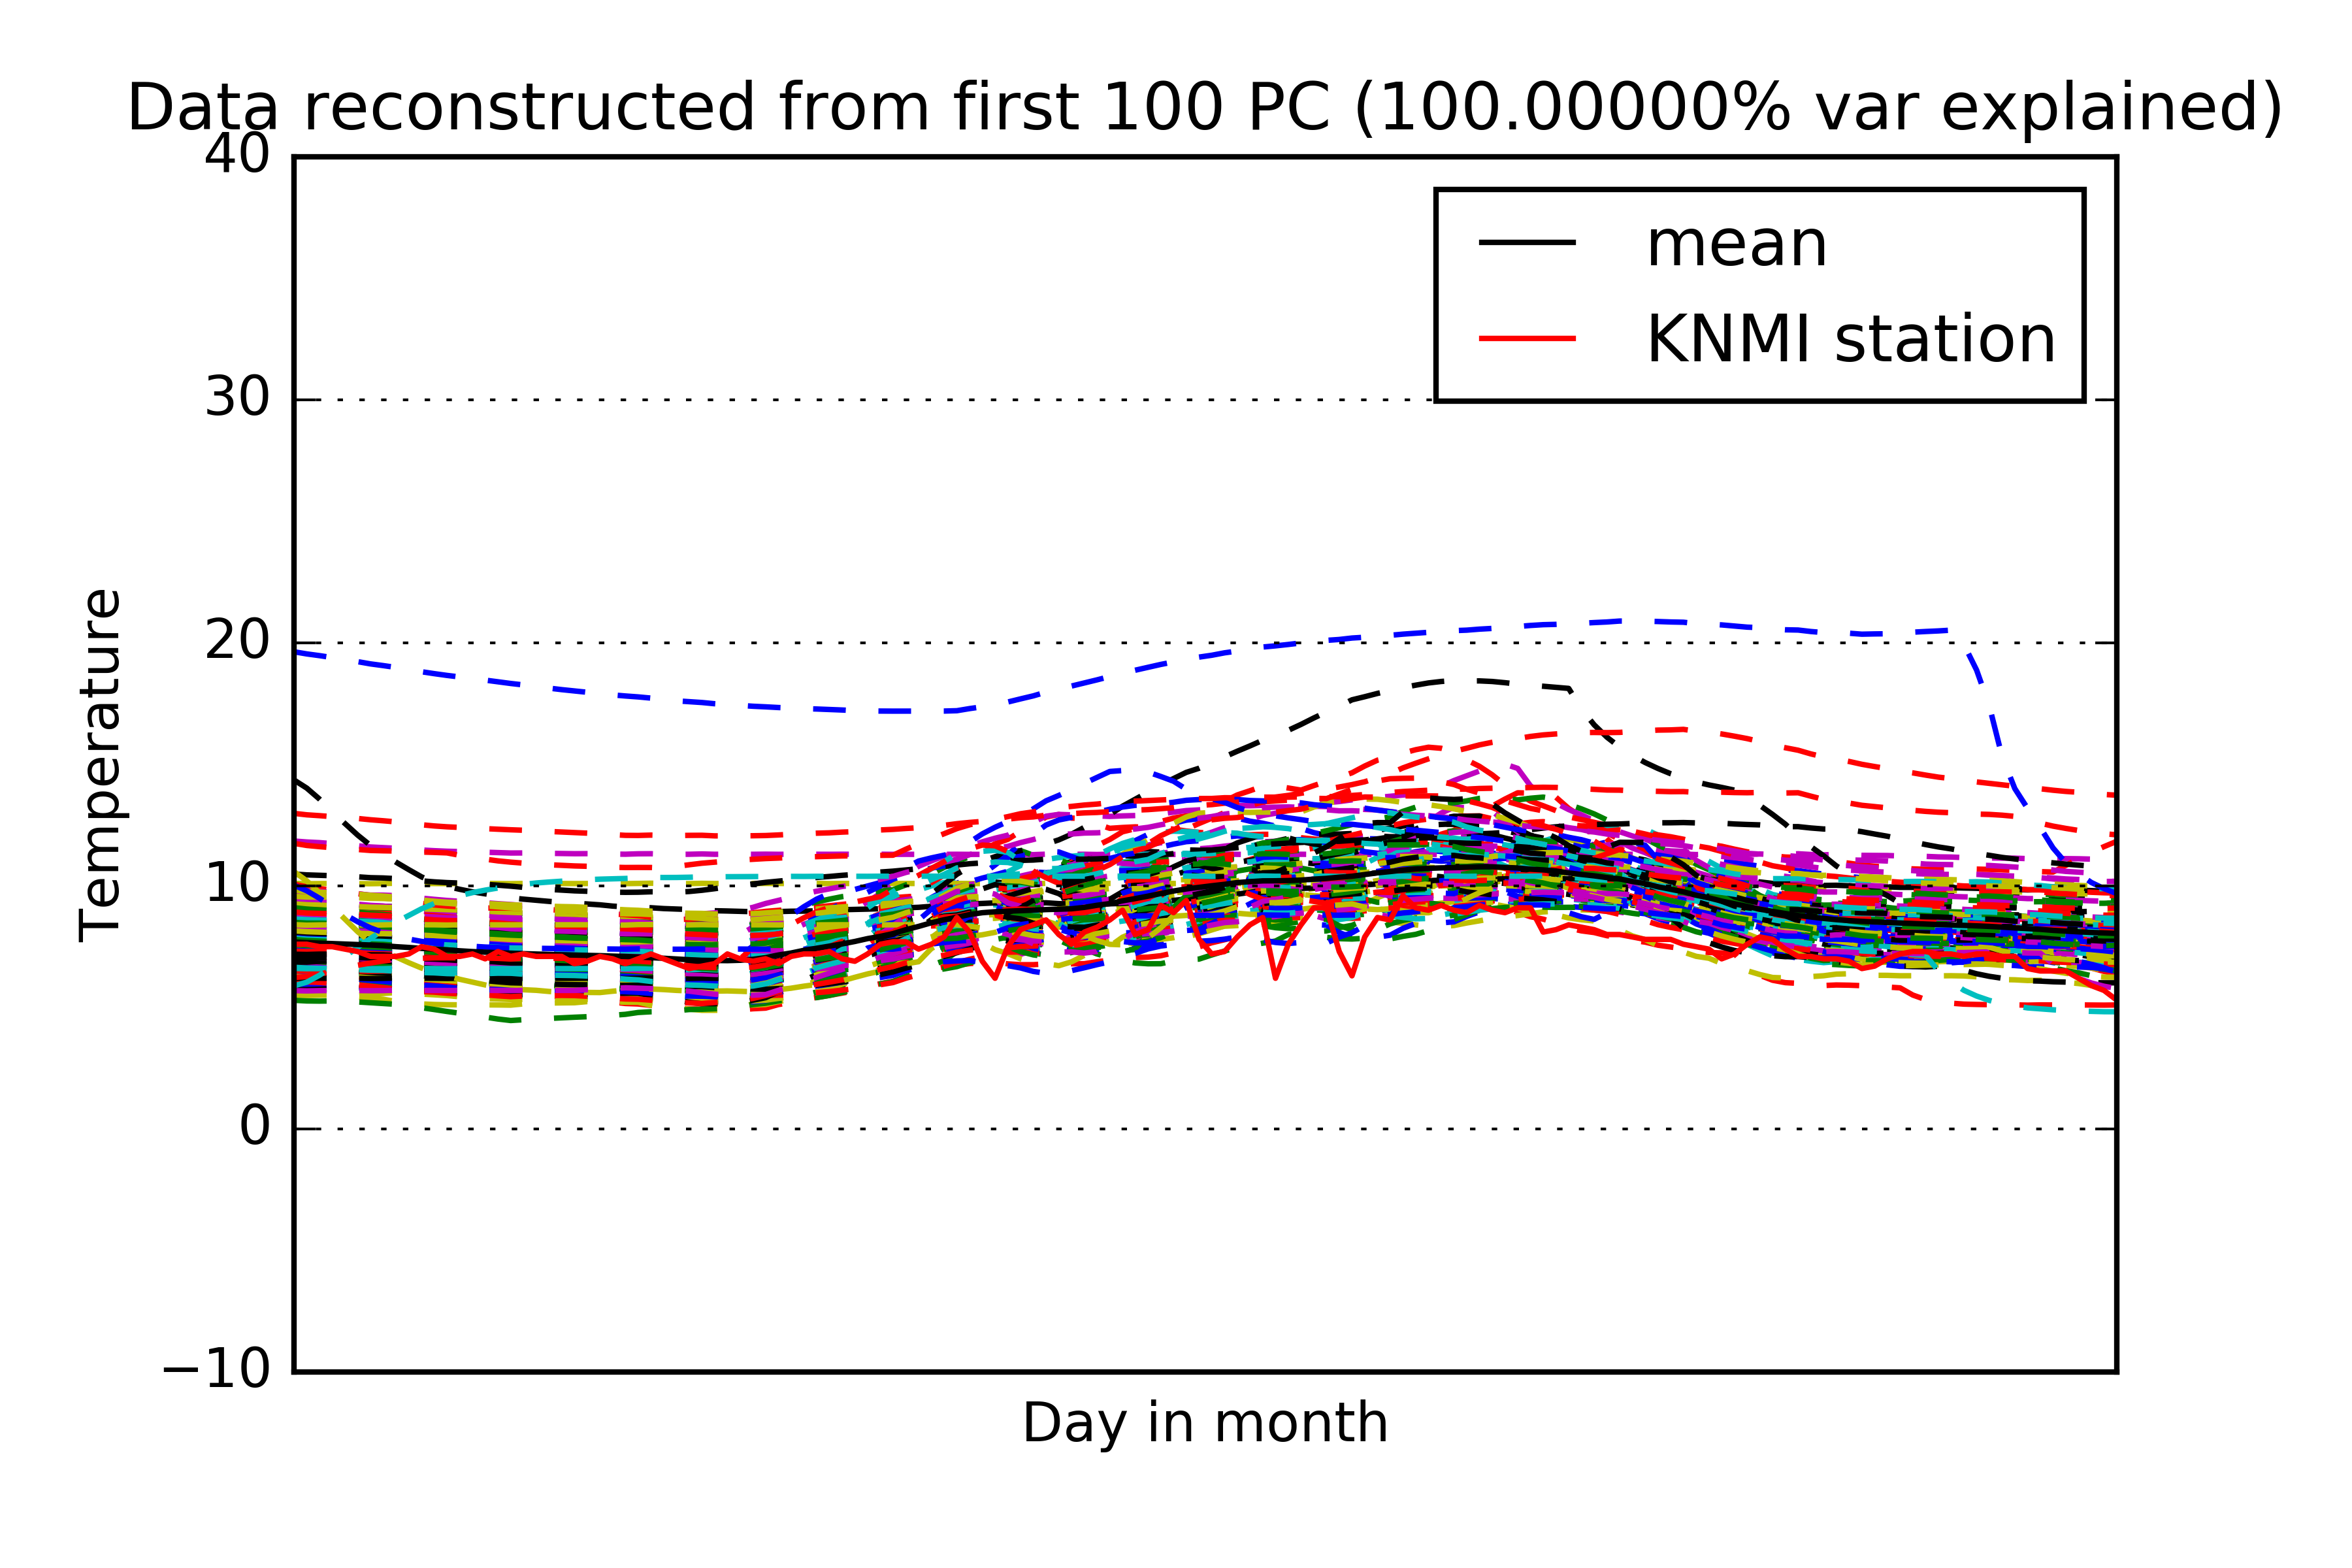 Data reconstructed from first 100 PC (100.00000% var explained)
40
30
20
10
0
−10
Temperature
mean
KNMI station
Day in month